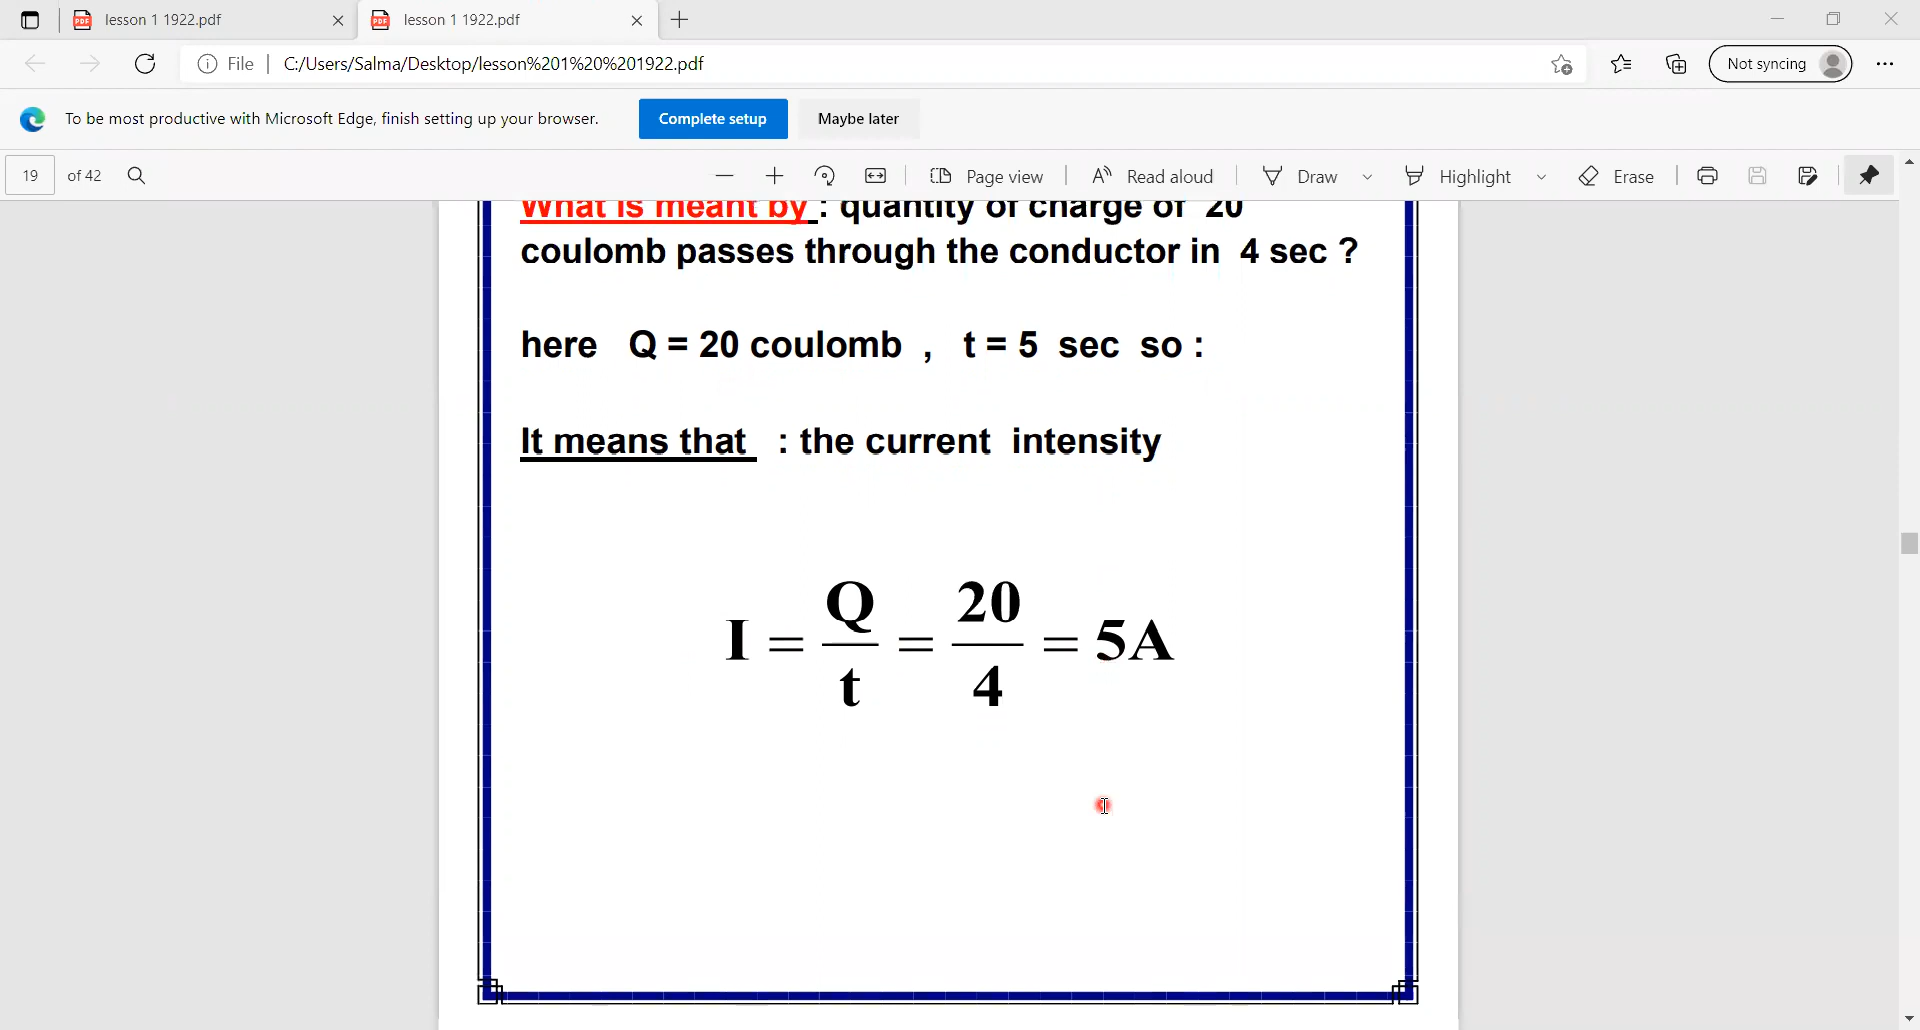 lesson 1 1922.pdf
lesson 1 1922.pdf
File C:/Users/Salma/Desktop/lesson%201%20%201922.pdf
Not syncing
To be most productive with Microsoft Edge, finish setting up your browser. Complete setup Maybe later
19 of 42 Page view Read aloud Draw Highlight Erase
What is meant by : quantity of charge of 20
coulomb passes through the conductor in 4 sec ?
here Q = 20 coulomb , t = 5 sec so :
It means that : the current intensity
I = Q/t = 20/4 = 5A